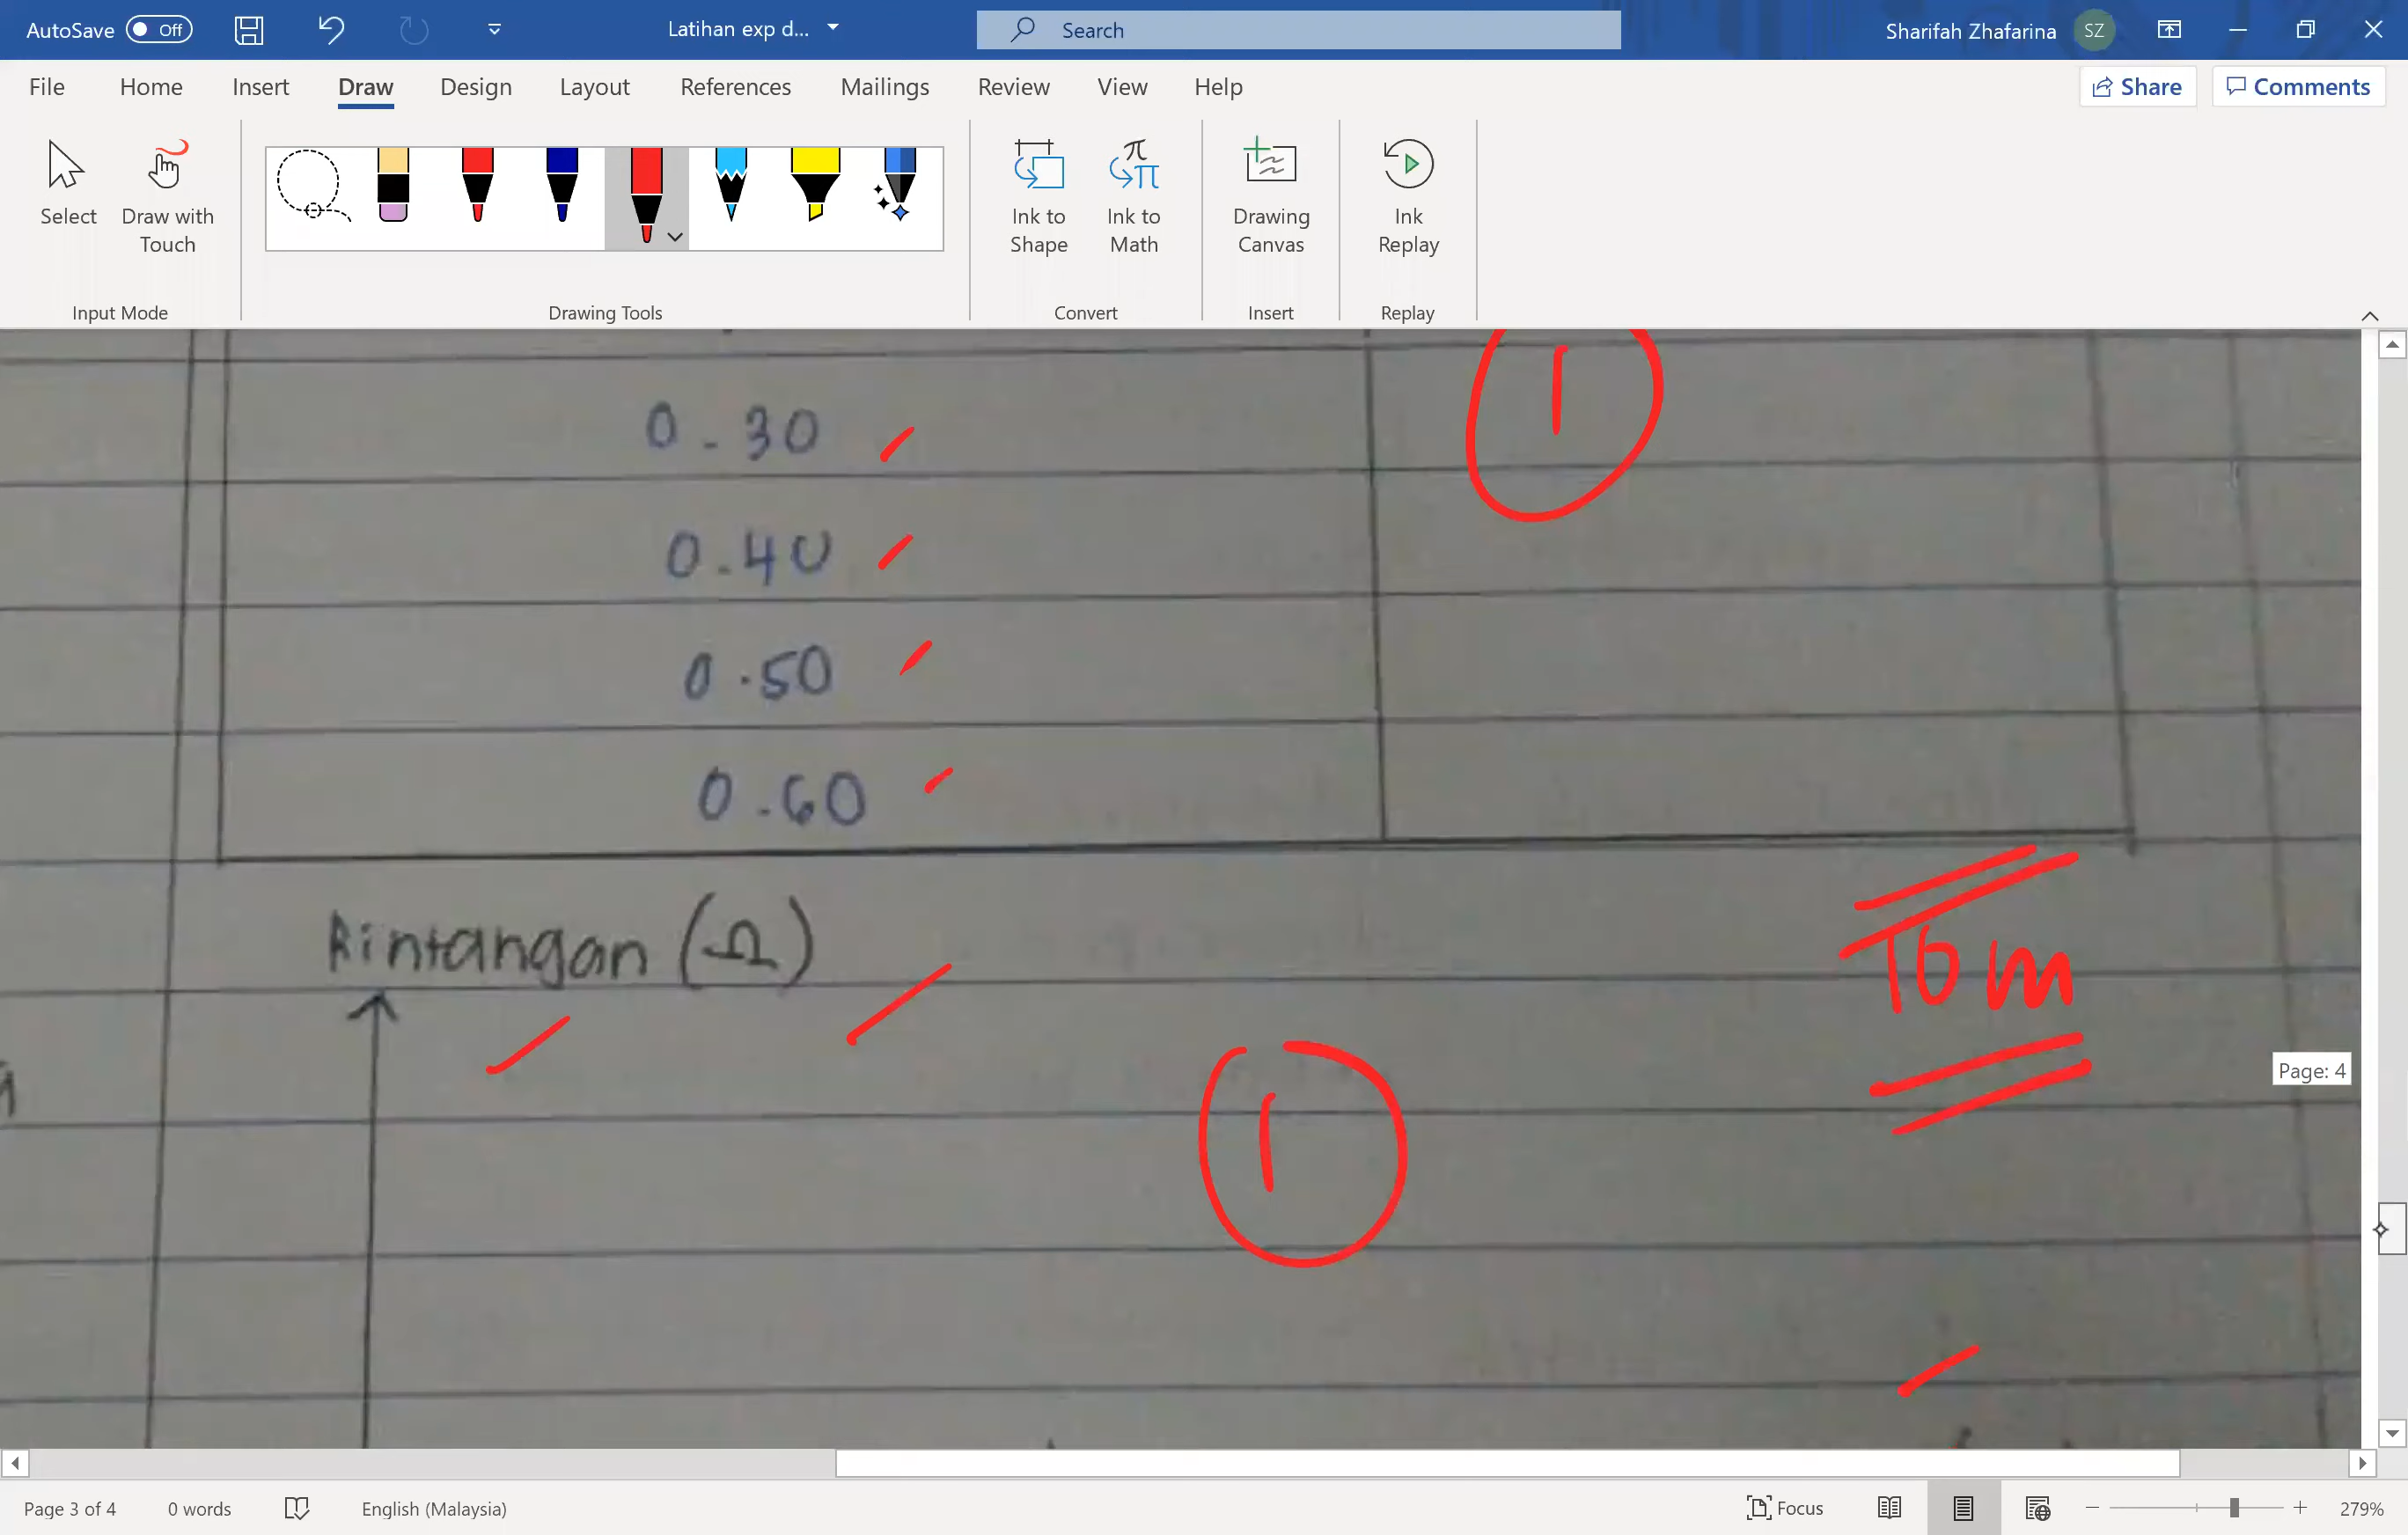 AutoSave Off Latihan exp d... Search Sharifah Zhafarina SZ
File Home Insert Draw Design Layout References Mailings Review View Help Share Comments
Select Draw with Touch Ink to Shape Ink to Math Drawing Canvas Ink Replay
Input Mode Drawing Tools Convert Insert Replay
1
0.30
0.40
0.50
0.60
Rintangan (Ω)
1
Page: 4
Page 3 of 4 0 words English (Malaysia) Focus 279%